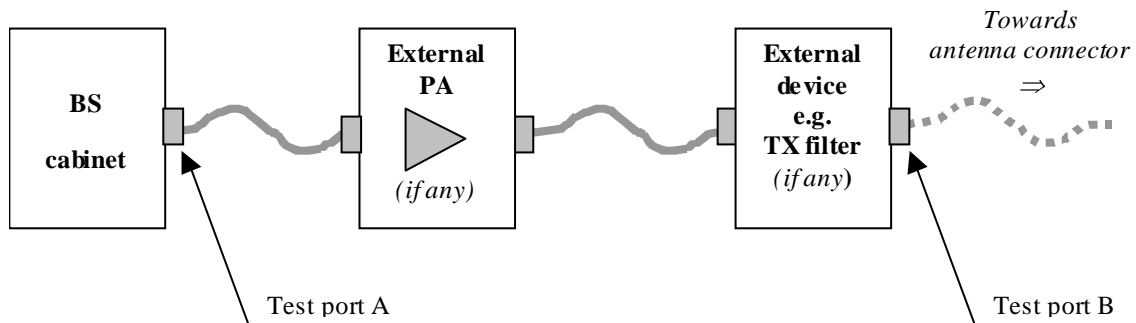 BS
cabinet
External
PA
(if any)
External
device
e.g.
TX filter
(if any)
Towards
antenna connector
⇒
Test port A
Test port B